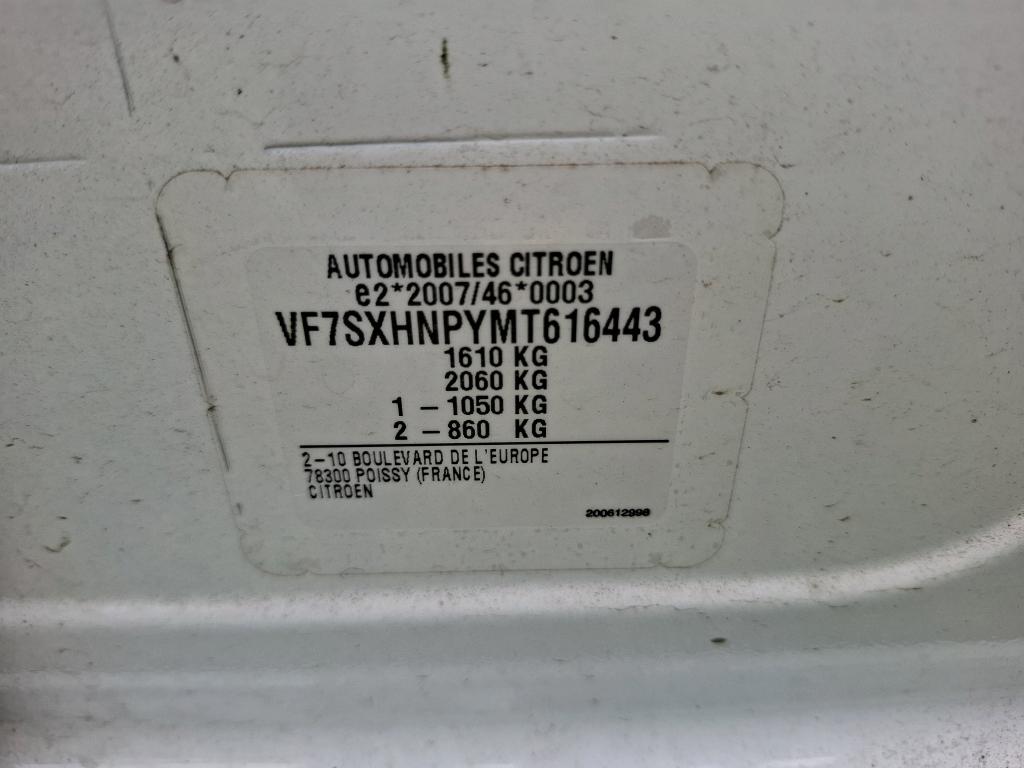 AUTOMOBILES CITROEN
e2*2007/46*0003
VF7SXHNPYMT616443
1610 KG
2060 KG
1 - 1050 KG
2 - 860 KG
2-10 BOULEVARD DE L'EUROPE
78300 POISSY (FRANCE)
CITROEN
200612998